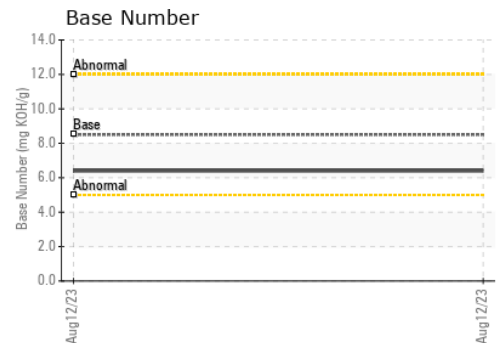 Base Number
Base Number (mg KOH/g)
14.0
12.0
10.0
8.0
6.0
4.0
2.0
0.0
Abnormal
Base
Abnormal
Aug12/23
Aug12/23